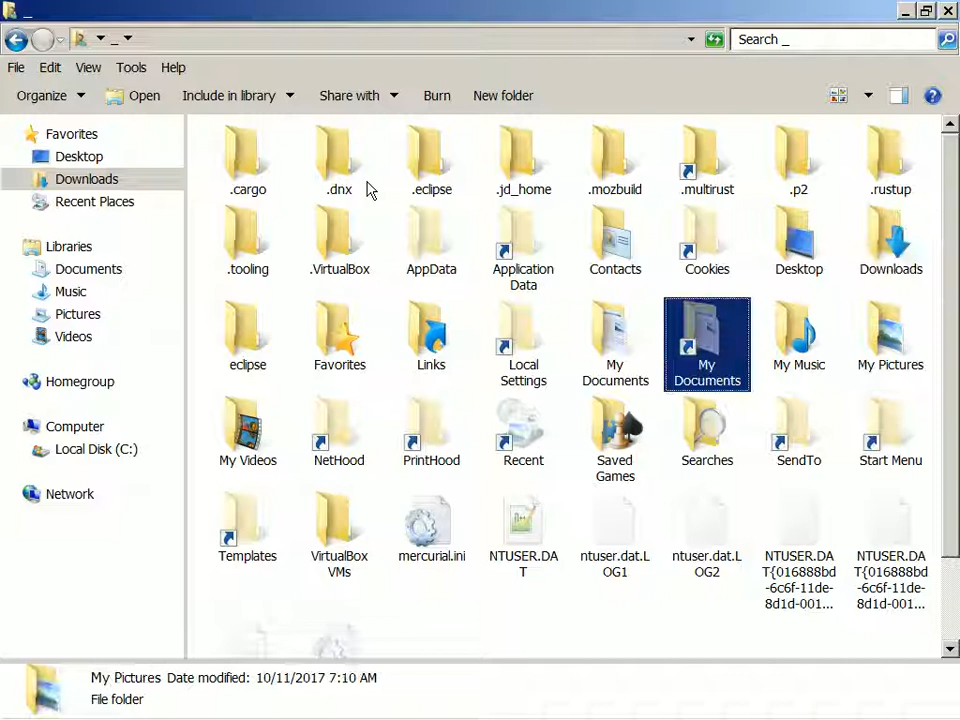 _
_
Search _
File Edit View Tools Help
Organize Open Include in library Share with Burn New folder
Favorites
Desktop
Downloads
Recent Places
Libraries
Documents
Music
Pictures
Videos
Homegroup
Computer
Local Disk (C:)
Network
.cargo .dnx .eclipse .jd_home .mozbuild .multirust .p2 .rustup
.tooling .VirtualBox AppData Application Data Contacts Cookies Desktop Downloads
eclipse Favorites Links Local Settings My Documents My Documents My Music My Pictures
My Videos NetHood PrintHood Recent Saved Games Searches SendTo Start Menu
Templates VirtualBox VMs mercurial.ini NTUSER.DAT ntuser.dat.LOG1 ntuser.dat.LOG2 NTUSER.DAT{016888bd-6c6f-11de-8d1d-001... NTUSER.DAT{016888bd-6c6f-11de-8d1d-001...
My Pictures Date modified: 10/11/2017 7:10 AM
File folder